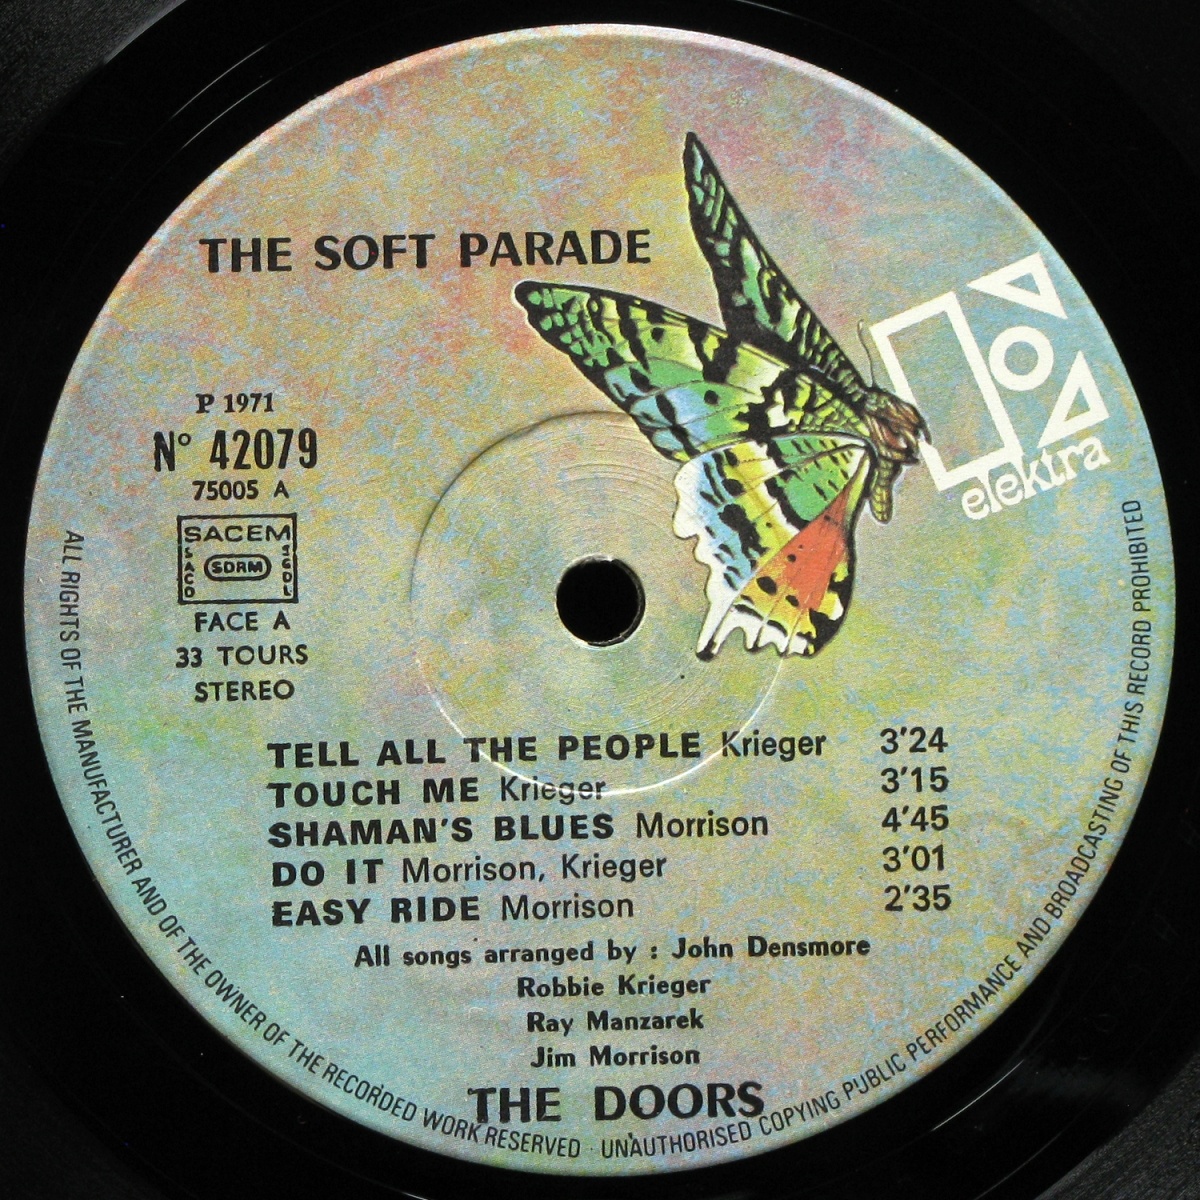 THE SOFT PARADE
P 1971
N° 42079
75005 A
SACEM
SACD SDRM SGDL
FACE A
33 TOURS
STEREO
elektra
TELL ALL THE PEOPLE Krieger 3'24
TOUCH ME Krieger 3'15
SHAMAN'S BLUES Morrison 4'45
DO IT Morrison, Krieger 3'01
EASY RIDE Morrison 2'35
All songs arranged by : John Densmore
Robbie Krieger
Ray Manzarek
Jim Morrison
THE DOORS
ALL RIGHTS OF THE MANUFACTURER AND OF THE OWNER OF THE RECORDED WORK RESERVED · UNAUTHORISED COPYING PUBLIC PERFORMANCE AND BROADCASTING OF THIS RECORD PROHIBITED